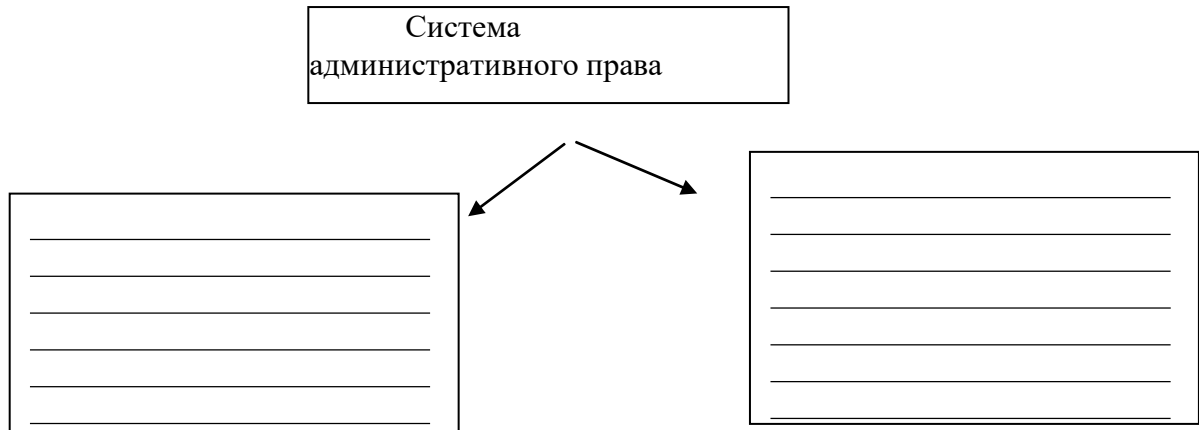 Система
административного права